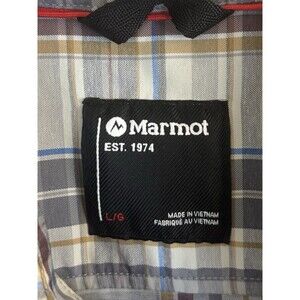 Marmot
EST. 1974
L/G
MADE IN VIETNAM
FABRIQUÉ AU VIETNAM